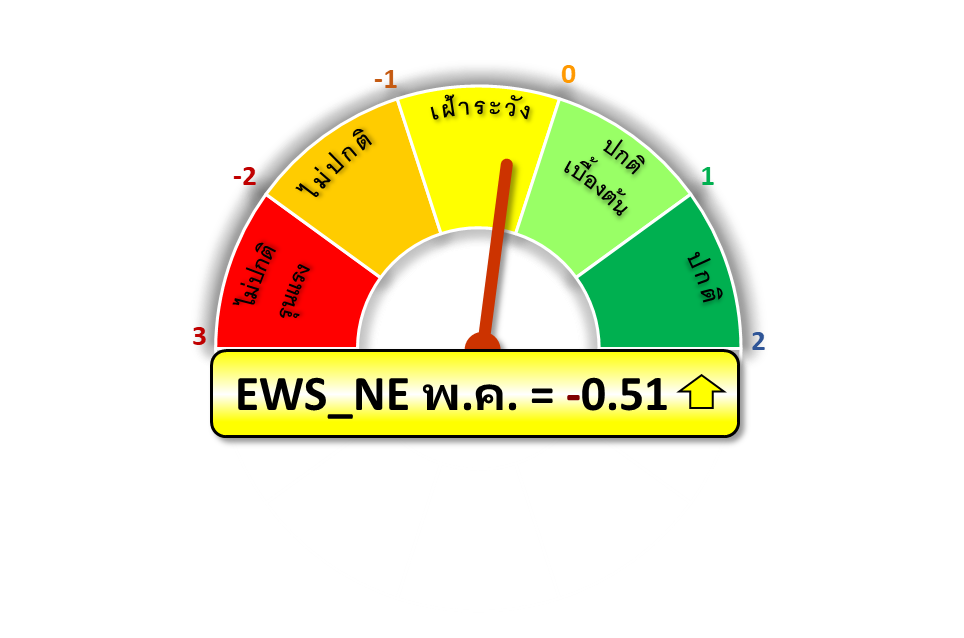 0
-1
เฝ้าระวัง
ไม่ปกติ
ปกติ
เบื้องต้น
-2
1
ไม่ปกติ
รุนแรง
ปกติ
3
2
EWS_NE พ.ค. = -0.51